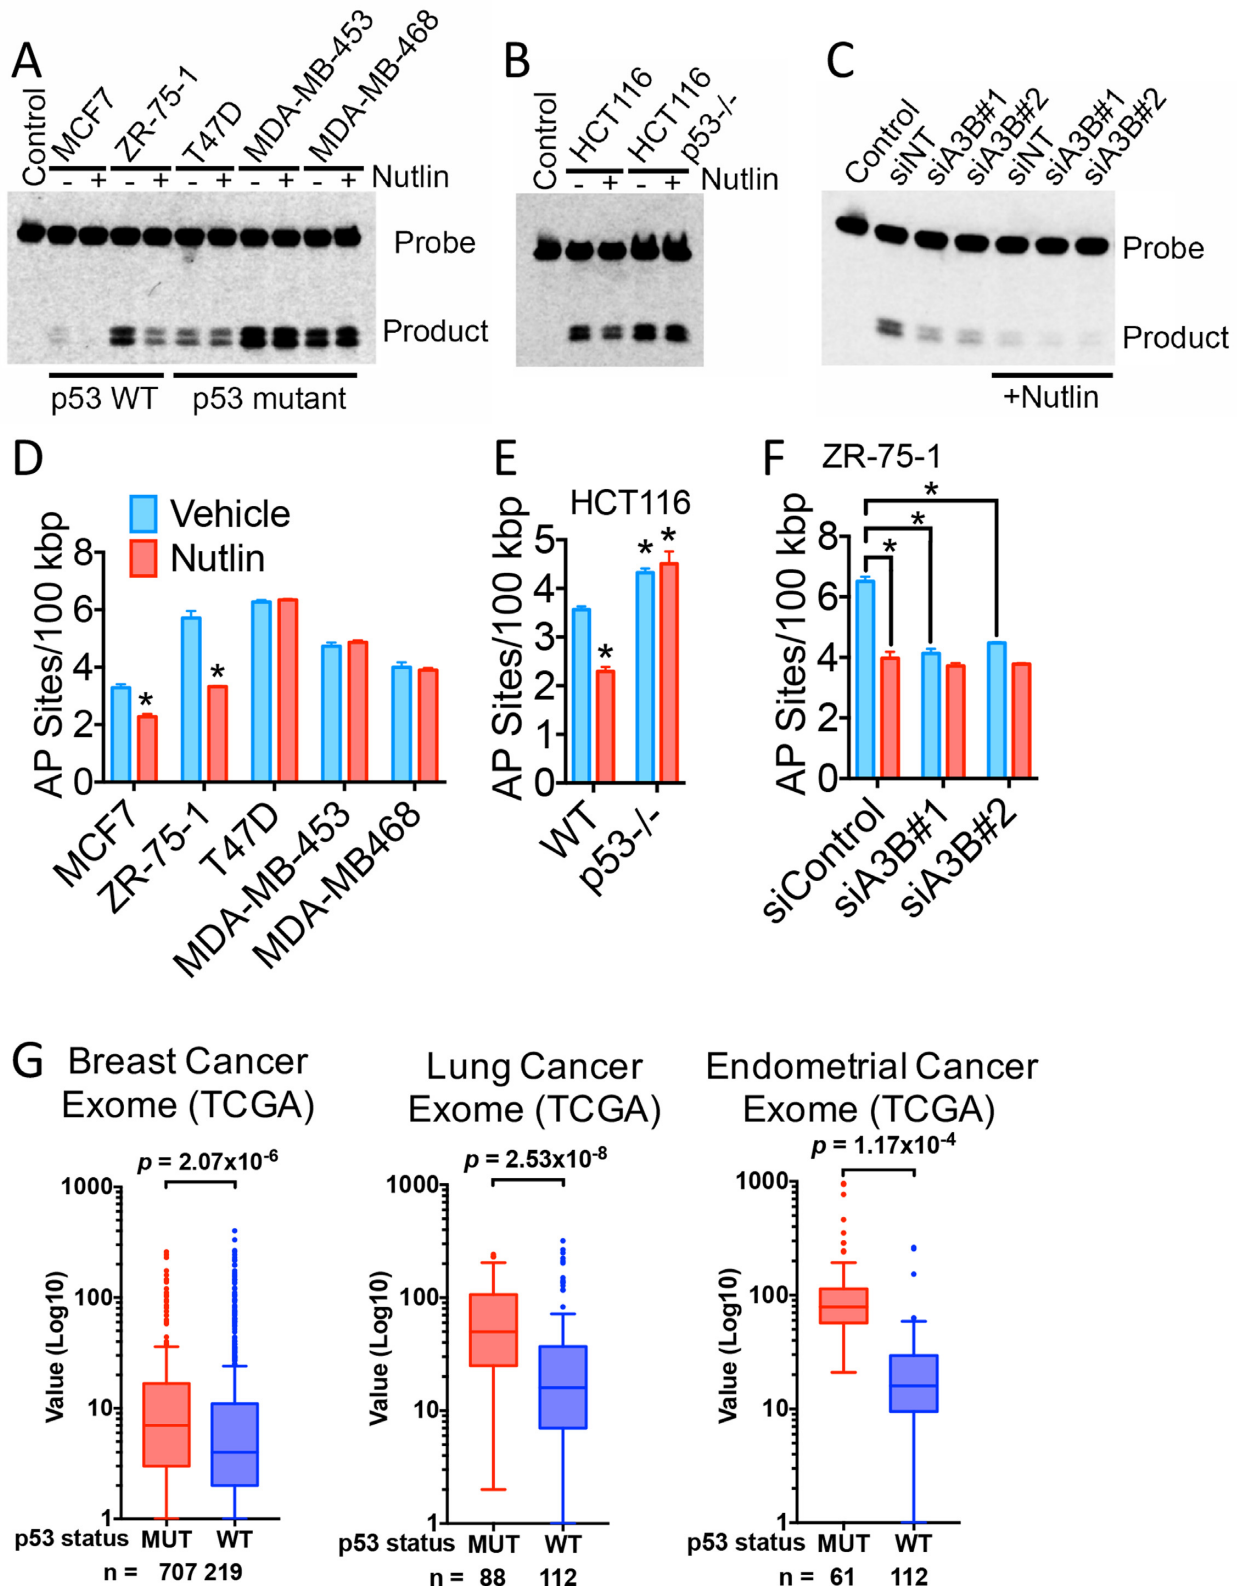 A
Control
MCF7
ZR-75-1
T47D
MDA-MB-453
MDA-MB-468
- + - + - + - + - + Nutlin
Probe
Product
p53 WT p53 mutant
B
Control
HCT116
HCT116
p53-/-
- + - + Nutlin
C
Control
siNT
siA3B#1
siA3B#2
siNT
siA3B#1
siA3B#2
Probe
Product
+Nutlin
D
Vehicle
Nutlin
AP Sites/100 kbp
8
6
4
2
0
* *
MCF7
ZR-75-1
T47D
MDA-MB-453
MDA-MB468
E
HCT116
AP Sites/100 kbp
5
4
3
2
1
0
* * *
WT
p53-/-
F
ZR-75-1
AP Sites/100 kbp
8
6
4
2
0
*
*
*
siControl
siA3B#1
siA3B#2
G
Breast Cancer
Exome (TCGA)
p = 2.07x10-6
Value (Log10)
1000
100
10
1
p53 status MUT WT
n = 707 219
Lung Cancer
Exome (TCGA)
p = 2.53x10-8
Value (Log10)
1000
100
10
1
p53 status MUT WT
n = 88 112
Endometrial Cancer
Exome (TCGA)
p = 1.17x10-4
Value (Log10)
1000
100
10
1
p53 status MUT WT
n = 61 112